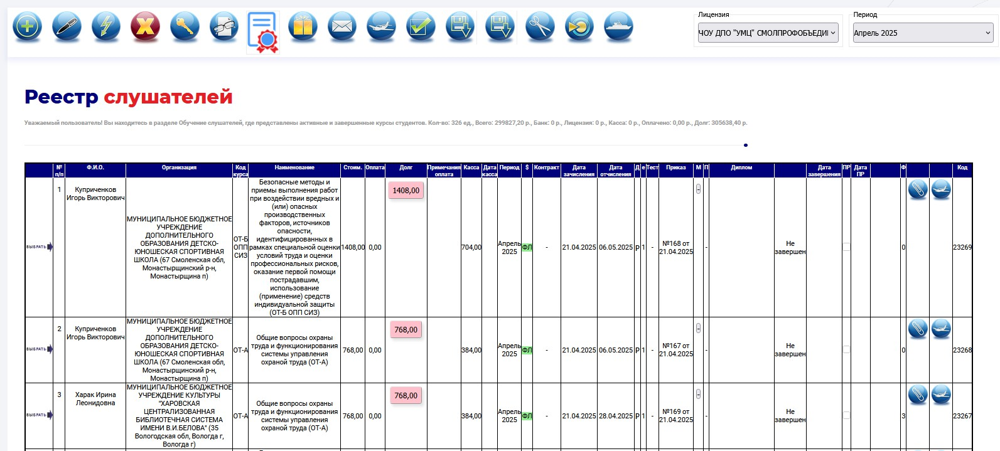 Лицензия
Период
ЧОУ ДПО "УМЦ" СМОЛПРОФОБЪЕДИ
Апрель 2025
Реестр слушателей
Уважаемый пользователь! Вы находитесь в разделе Обучение слушателей, где представлены активные и завершенные курсы студентов. Кол-во: 326 ед., Всего: 299827,20 р., Банк: 0 р., Лицензия: 0 р., Касса: 0 р., Оплачено: 0,00 р., Долг: 305638,40 р.
№ п/п Ф.И.О. Организация Код курса Наименование Стоим. Оплата Долг Примечания оплата Касса Дата касса Период $ Контракт Дата зачисления Дата отчисления Д е Тест Приказ М П Диплом Дата завершения ПР Дата ПР Ф Код
ВЫБРАТЬ
1
Куприченков
Игорь Викторович
МУНИЦИПАЛЬНОЕ БЮДЖЕТНОЕ
УЧРЕЖДЕНИЕ
ДОПОЛНИТЕЛЬНОГО
ОБРАЗОВАНИЯ ДЕТСКО-
ЮНОШЕСКАЯ СПОРТИВНАЯ
ШКОЛА (67 Смоленская обл,
Монастырщинский р-н,
Монастырщина п)
ОТ-Б
ОПП
СИЗ
Безопасные методы и
приемы выполнения работ
при воздействии вредных и
(или) опасных
производственных
факторов, источников
опасности,
идентифицированных в
рамках специальной оценки
условий труда и оценки
профессиональных рисков,
оказание первой помощи
пострадавшим,
использование
(применение) средств
индивидуальной защиты
(ОТ-Б ОПП СИЗ)
1408,00
0,00
1408,00
704,00
Апрель
2025
ФЛ
-
21.04.2025
06.05.2025
Р
1
-
№168 от
21.04.2025
-
-
Не
завершен
0
23269
ВЫБРАТЬ
2
Куприченков
Игорь Викторович
МУНИЦИПАЛЬНОЕ БЮДЖЕТНОЕ
УЧРЕЖДЕНИЕ
ДОПОЛНИТЕЛЬНОГО
ОБРАЗОВАНИЯ ДЕТСКО-
ЮНОШЕСКАЯ СПОРТИВНАЯ
ШКОЛА (67 Смоленская обл,
Монастырщинский р-н,
Монастырщина п)
ОТ-А
Общие вопросы охраны
труда и функционирования
системы управления
охраной труда (ОТ-А)
768,00
0,00
768,00
384,00
Апрель
2025
ФЛ
-
21.04.2025
06.05.2025
Р
1
-
№167 от
21.04.2025
-
-
Не
завершен
0
23268
ВЫБРАТЬ
3
Харак Ирина
Леонидовна
МУНИЦИПАЛЬНОЕ БЮДЖЕТНОЕ
УЧРЕЖДЕНИЕ КУЛЬТУРЫ
"ХАРОВСКАЯ
ЦЕНТРАЛИЗОВАННАЯ
БИБЛИОТЕЧНАЯ СИСТЕМА
ИМЕНИ В.И.БЕЛОВА" (35
Вологодская обл, Вологда г,
Вологда г)
ОТ-А
Общие вопросы охраны
труда и функционирования
системы управления
охраной труда (ОТ-А)
768,00
0,00
768,00
384,00
Апрель
2025
ФЛ
-
21.04.2025
28.04.2025
Р
1
-
№169 от
21.04.2025
-
-
Не
завершен
3
23267